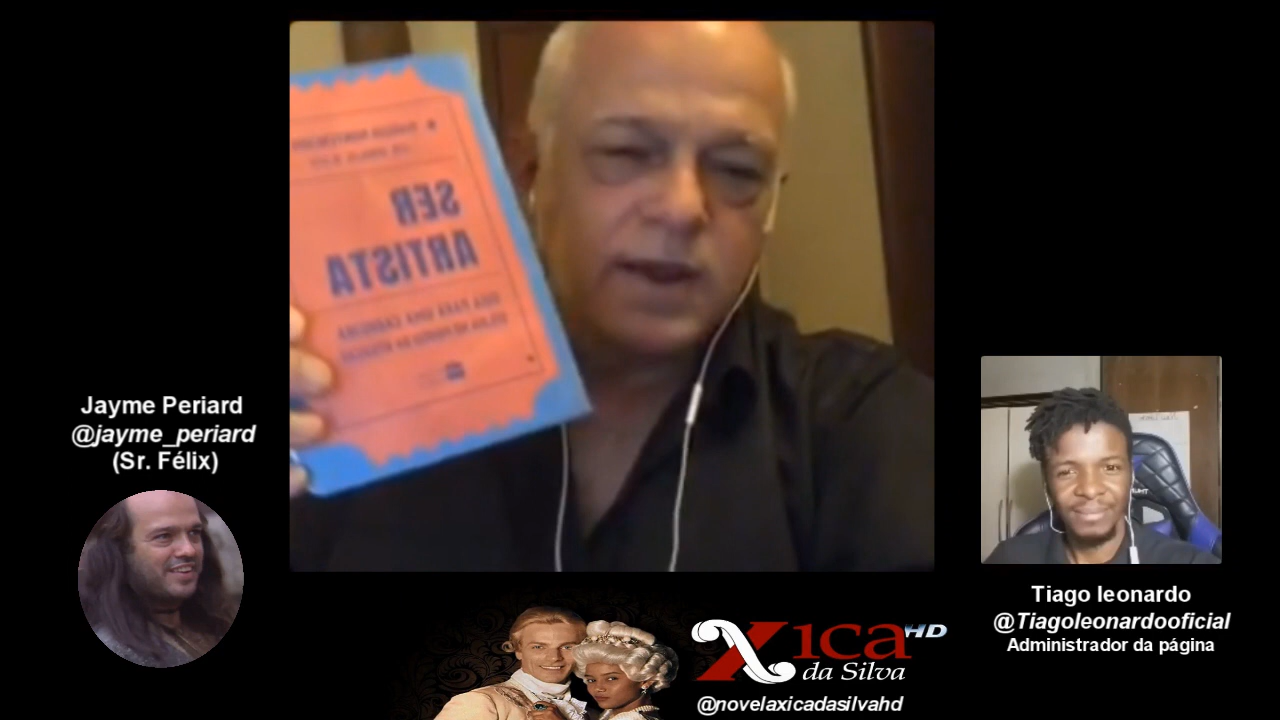 SER
ARTISTA
Jayme Periard
@jayme_periard
(Sr. Félix)
Tiago leonardo
@Tiagoleonardooficial
Administrador da página
Xica HD
da Silva
@novelaxicadasilvahd